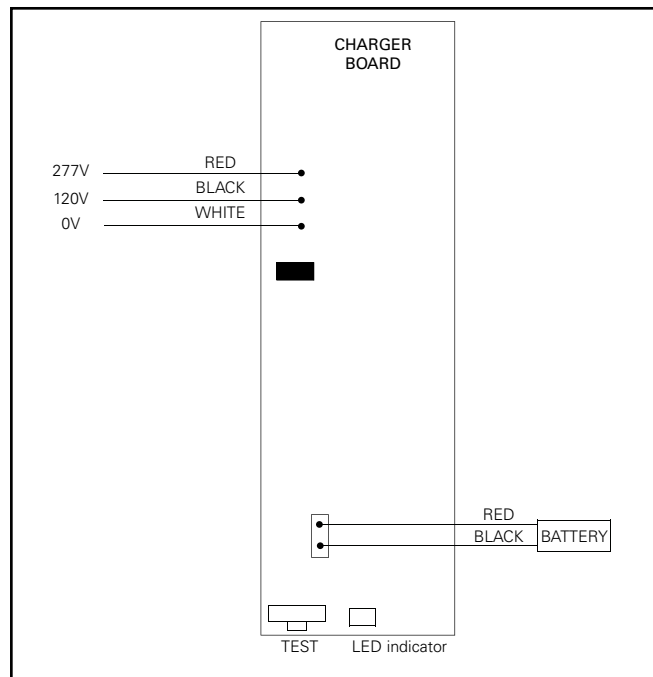 CHARGER
BOARD
277V
RED
120V
BLACK
0V
WHITE
RED
BLACK
BATTERY
TEST
LED indicator